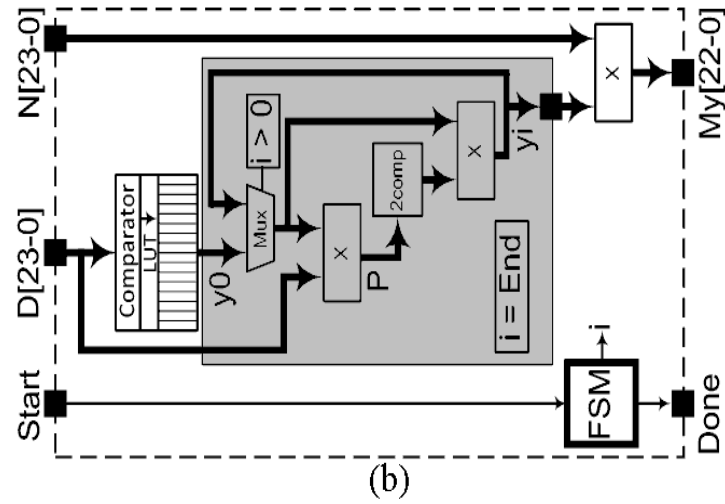 Start
D[23-0]
N[23-0]
Comparator
LUT
y0
i > 0
Mux
x
P
2comp
x
yi
i = End
x
FSM
i
Done
My[22-0]
(b)